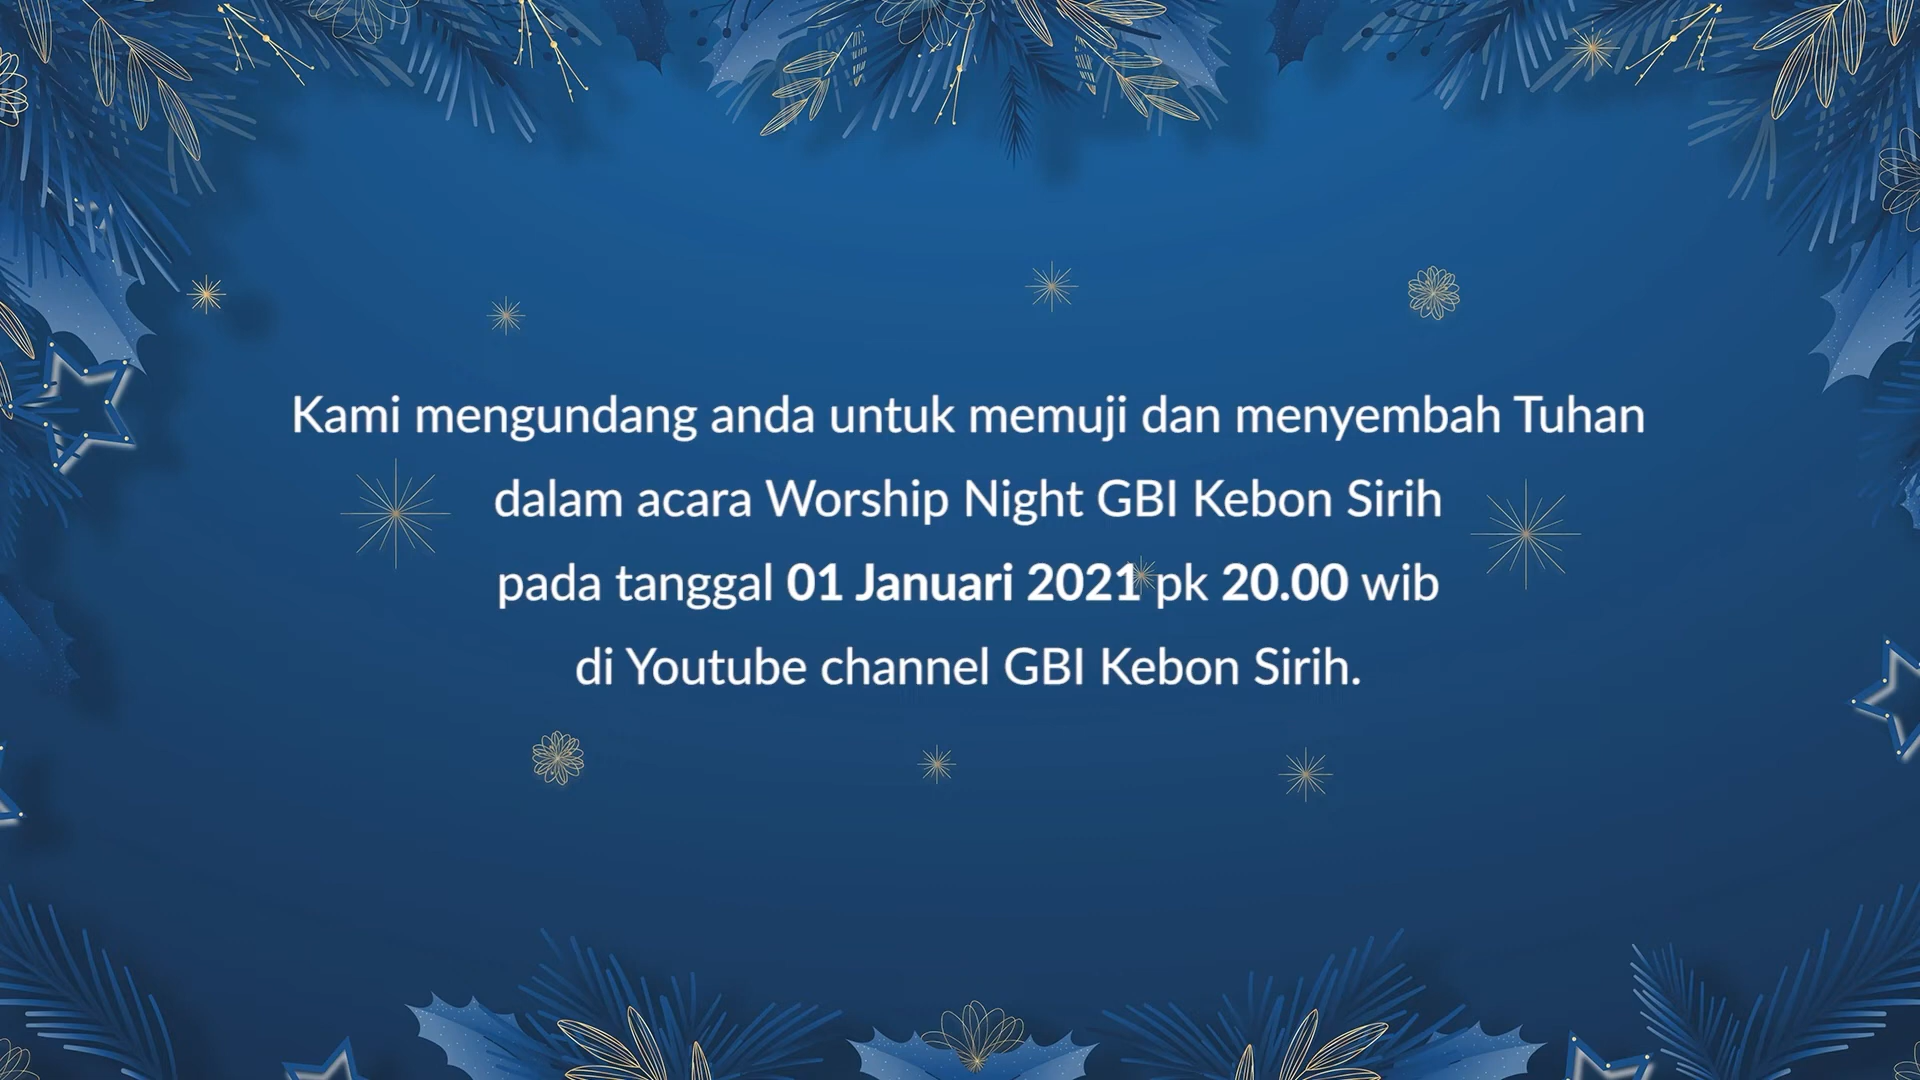 Kami mengundang anda untuk memuji dan menyembah Tuhan
dalam acara Worship Night GBI Kebon Sirih
pada tanggal 01 Januari 2021 pk 20.00 wib
di Youtube channel GBI Kebon Sirih.